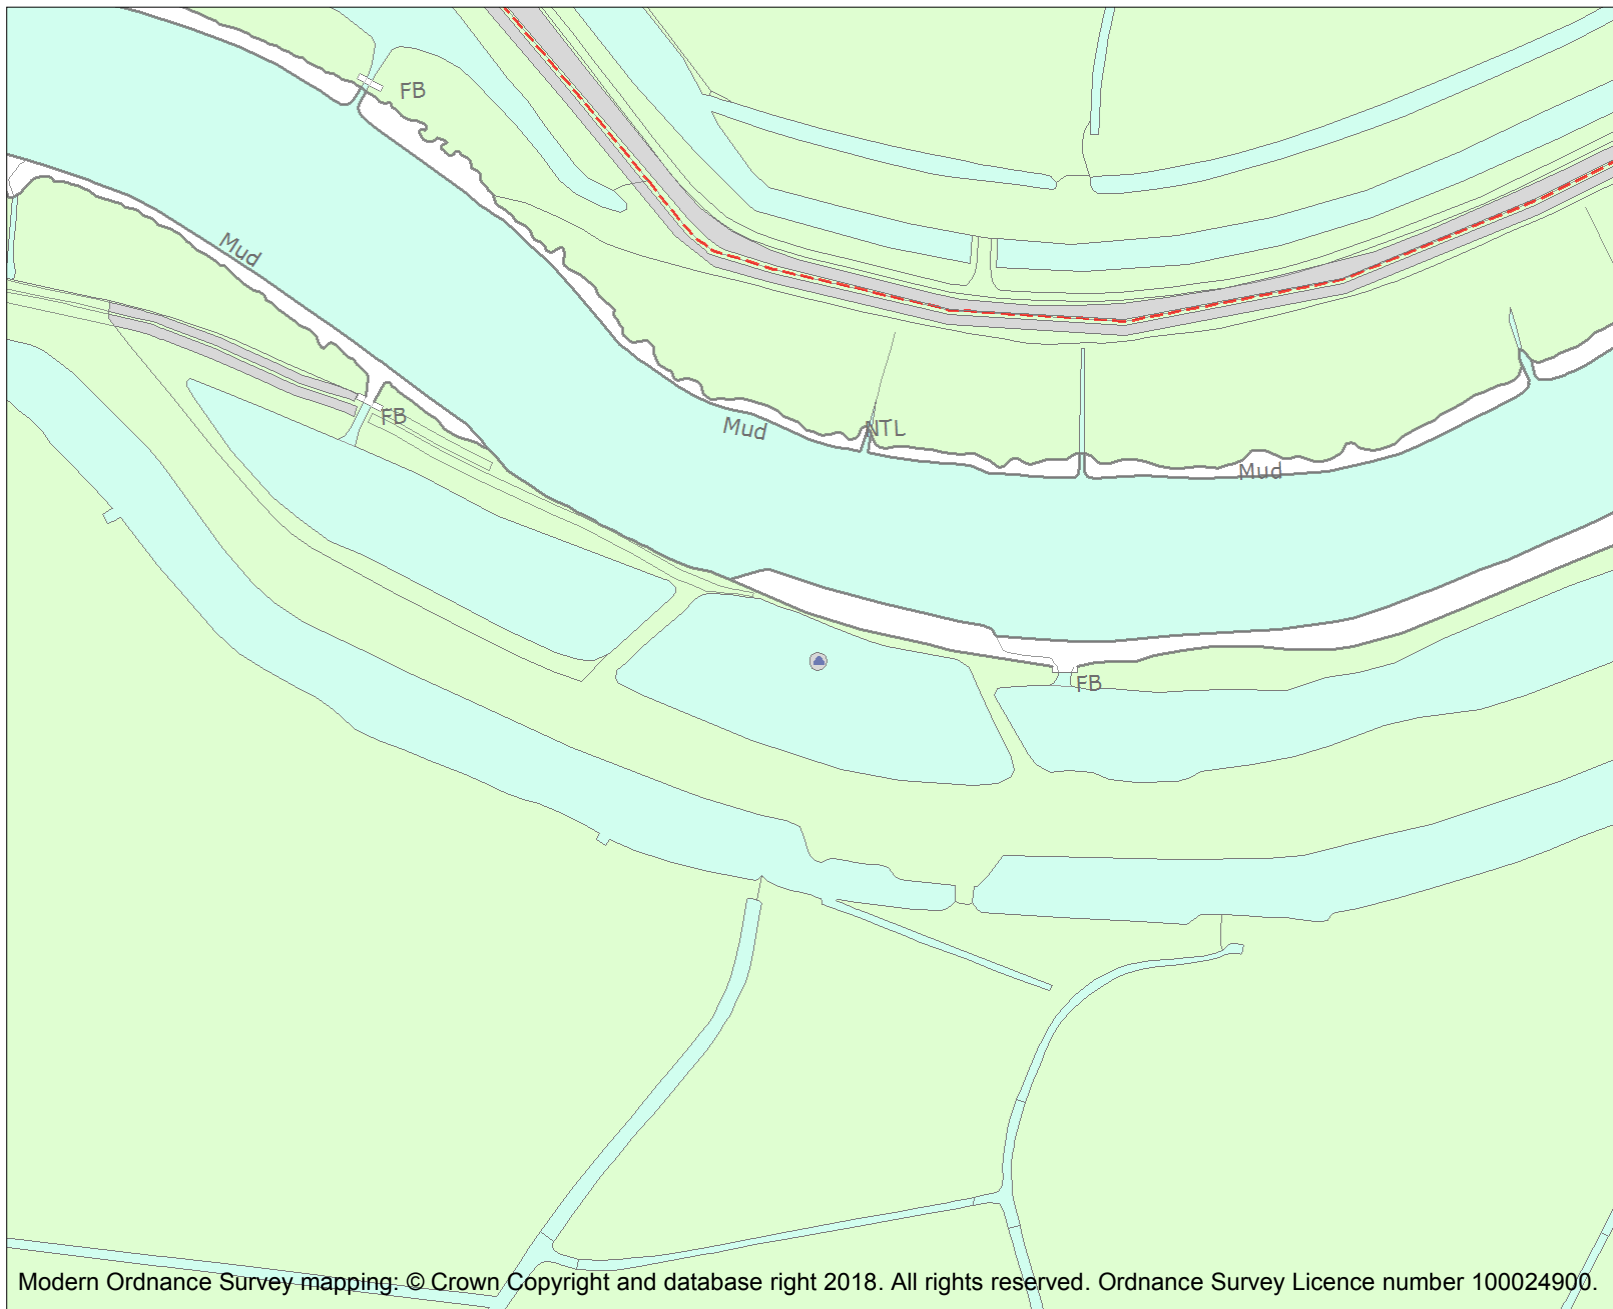 FB
Mud
FB
Mud
NTL
Mud
FB
Modern Ordnance Survey mapping: © Crown Copyright and database right 2018. All rights reserved. Ordnance Survey Licence number 100024900.